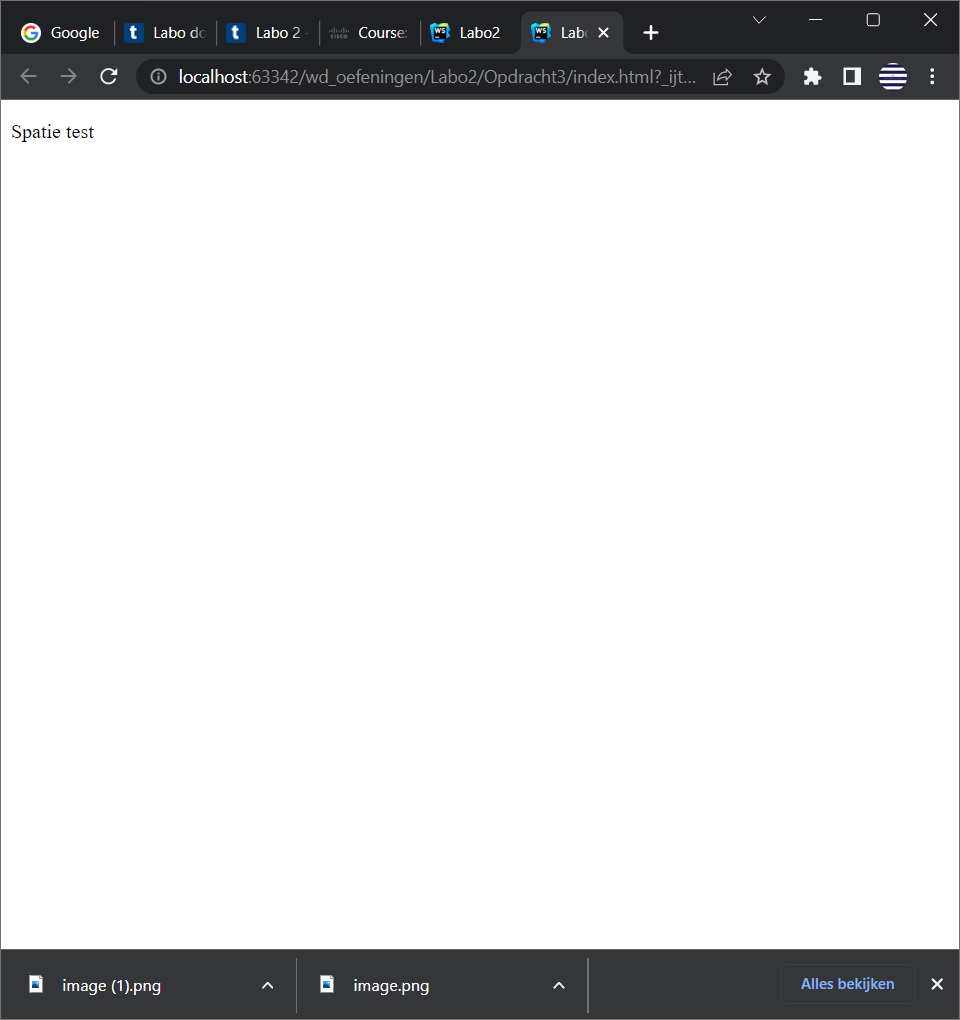 Google
Labo do
Labo 2 -
Course:
Labo2
Labo
localhost:63342/wd_oefeningen/Labo2/Opdracht3/index.html?_ijt...
Spatie test
image (1).png
image.png
Alles bekijken